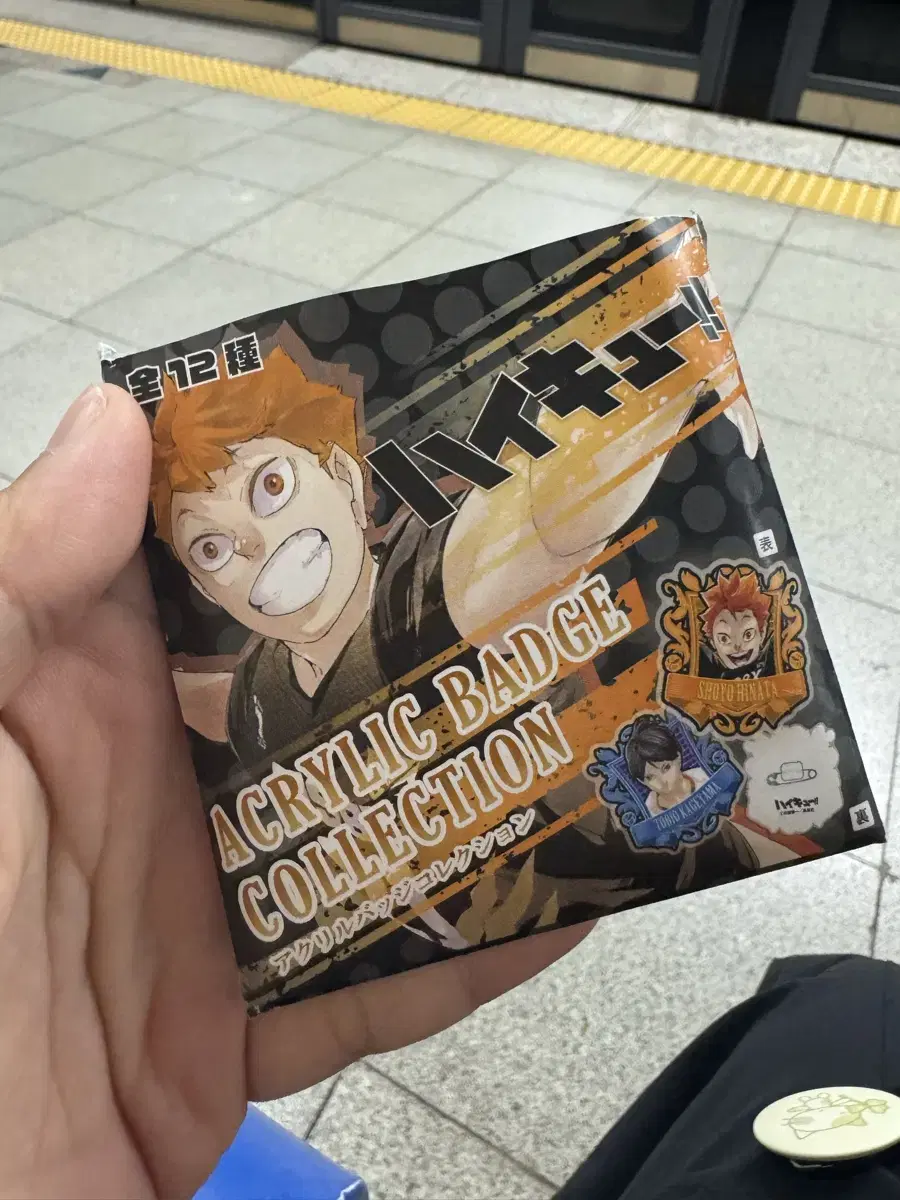 全12種
ハイキュー!!
表
SHOYO HINATA
ACRYLIC BADGE
COLLECTION
アクリルバッジコレクション
TOBIO KAGEYAMA
ハイキュー!!
裏